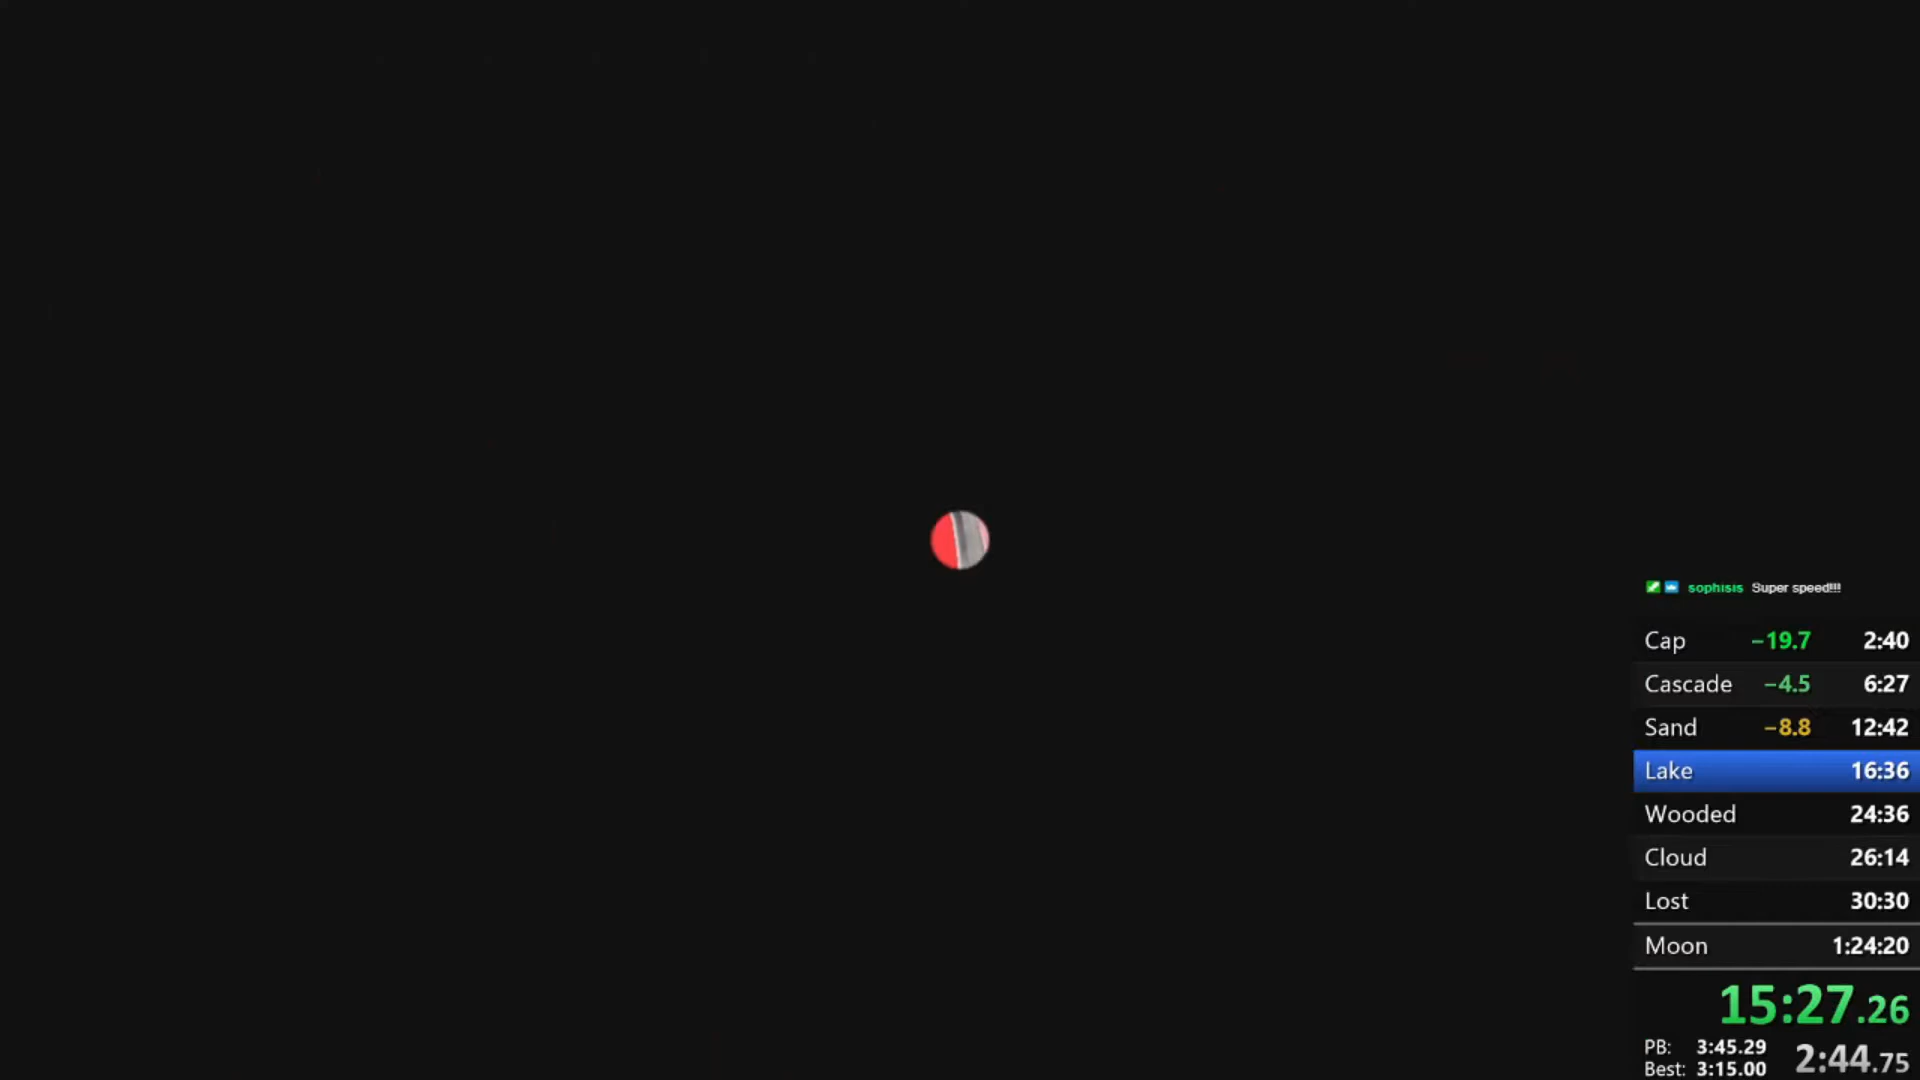 sophisis Super speed!!!
Cap −19.7 2:40
Cascade −4.5 6:27
Sand −8.8 12:42
Lake 16:36
Wooded 24:36
Cloud 26:14
Lost 30:30
Moon 1:24:20
15:27.26
PB: 3:45.29
Best: 3:15.00 2:44.75